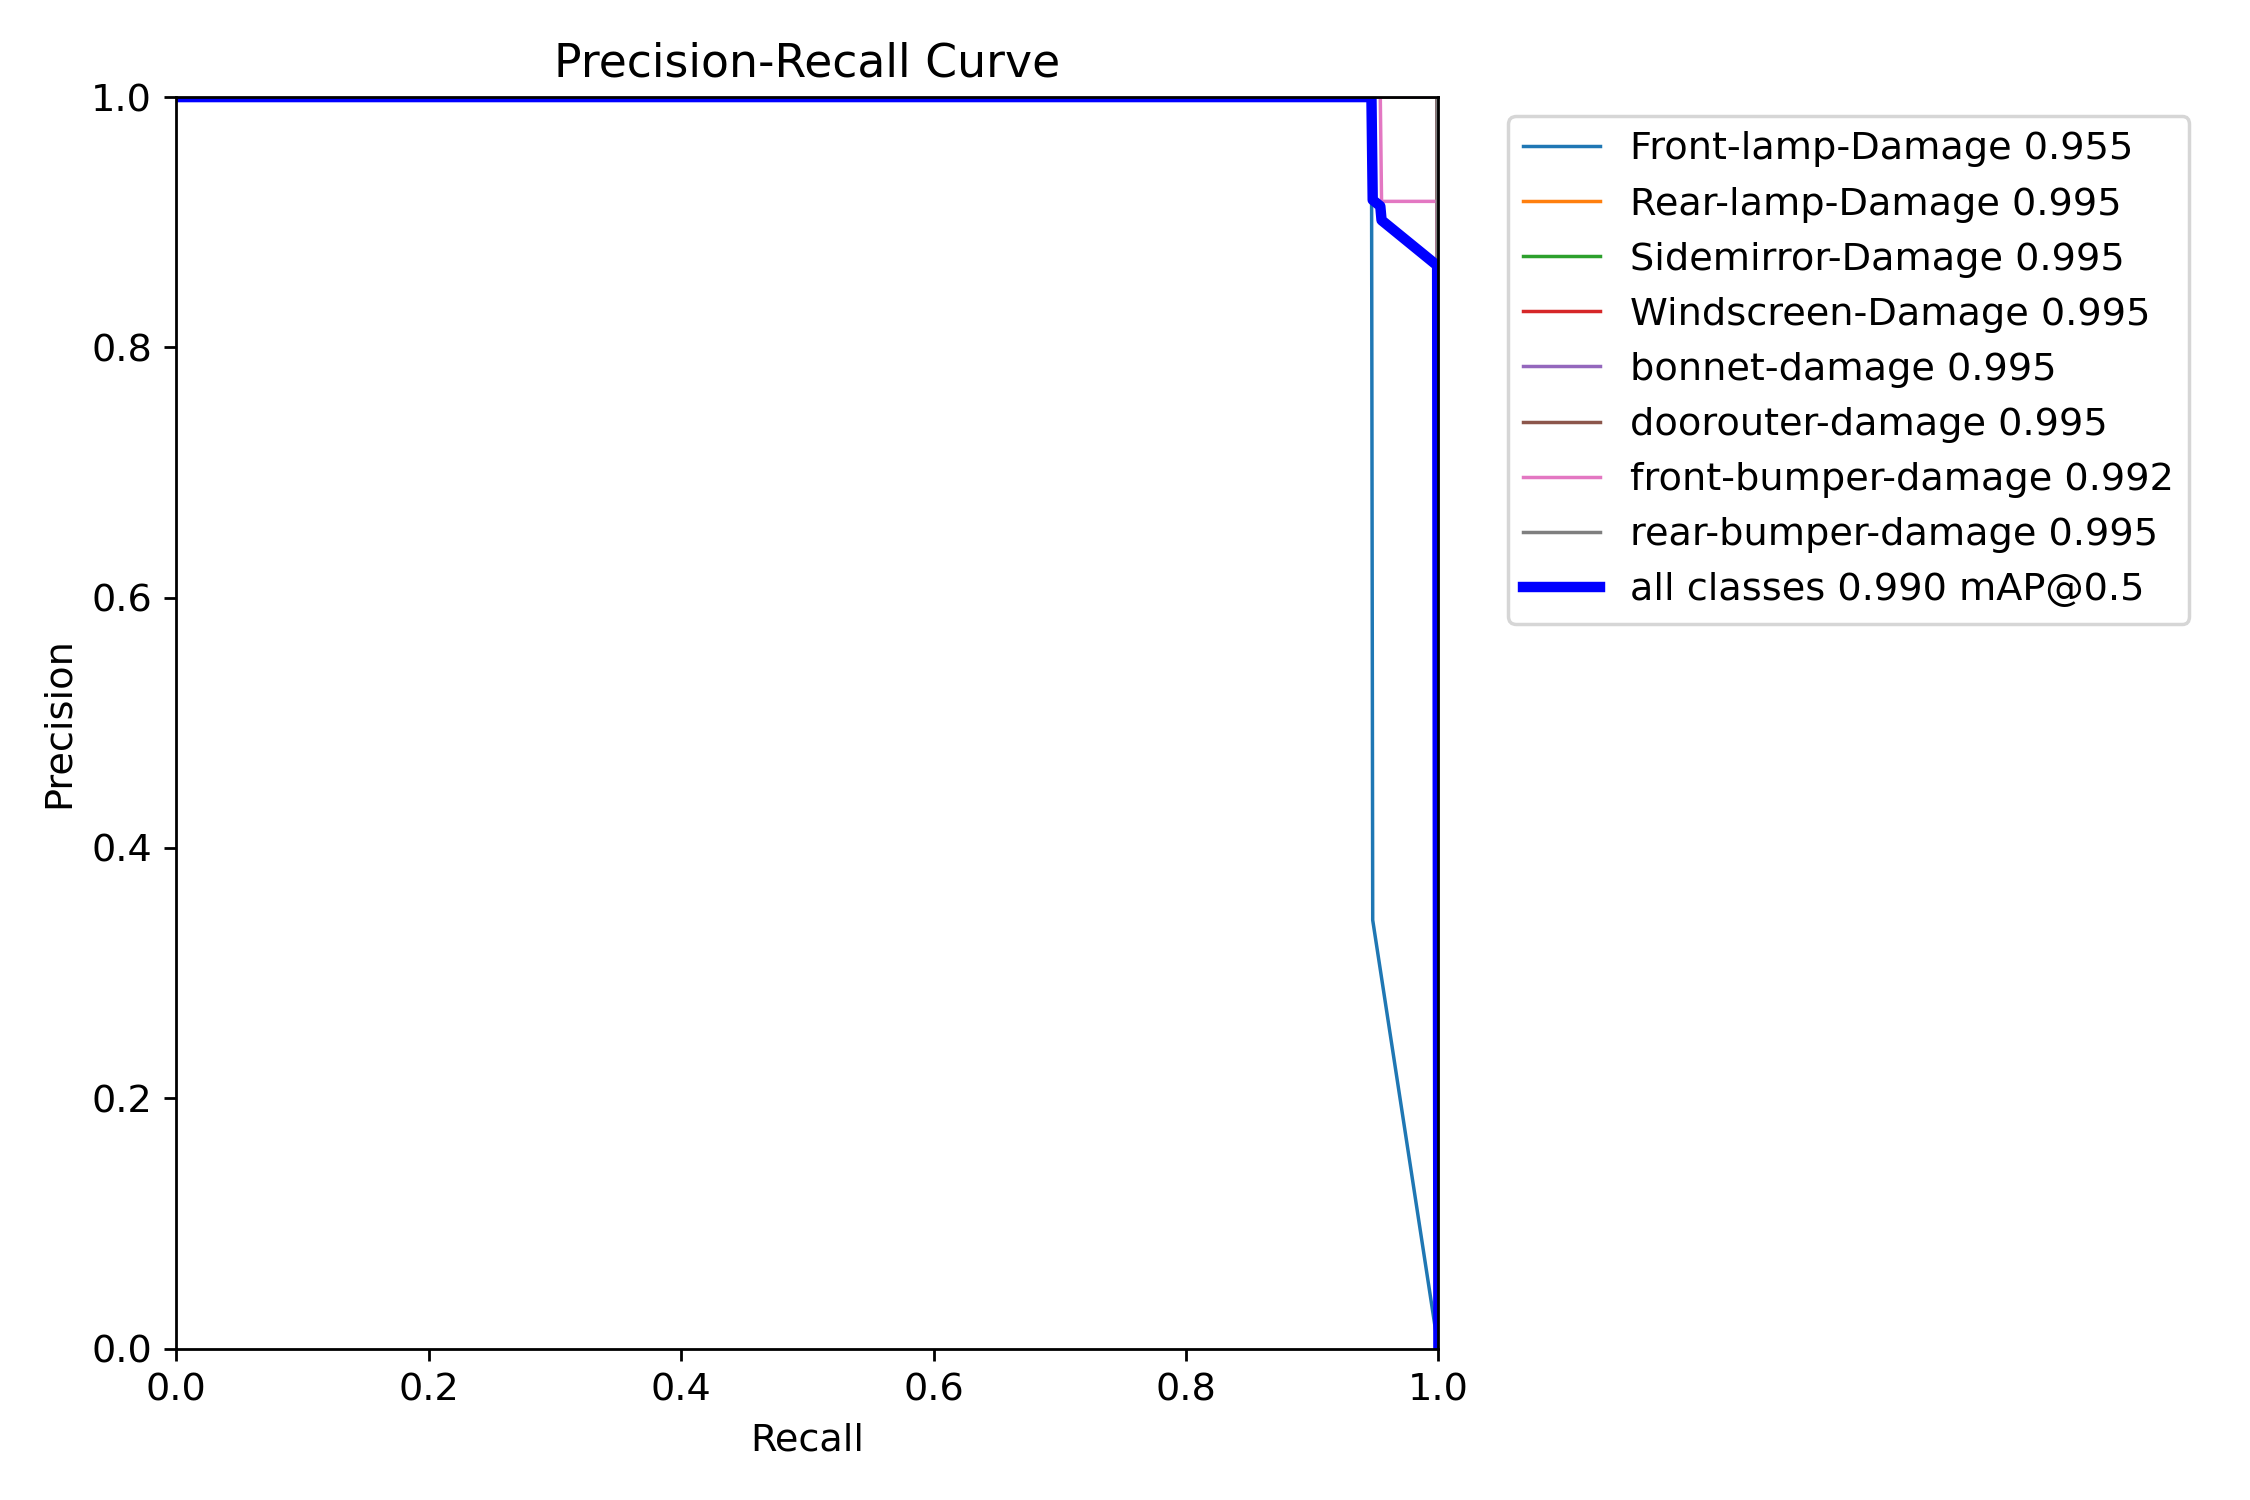 Precision-Recall Curve
1.0
0.8
0.6
0.4
0.2
0.0
Precision
0.0 0.2 0.4 0.6 0.8 1.0
Recall
Front-lamp-Damage 0.955
Rear-lamp-Damage 0.995
Sidemirror-Damage 0.995
Windscreen-Damage 0.995
bonnet-damage 0.995
doorouter-damage 0.995
front-bumper-damage 0.992
rear-bumper-damage 0.995
all classes 0.990 mAP@0.5